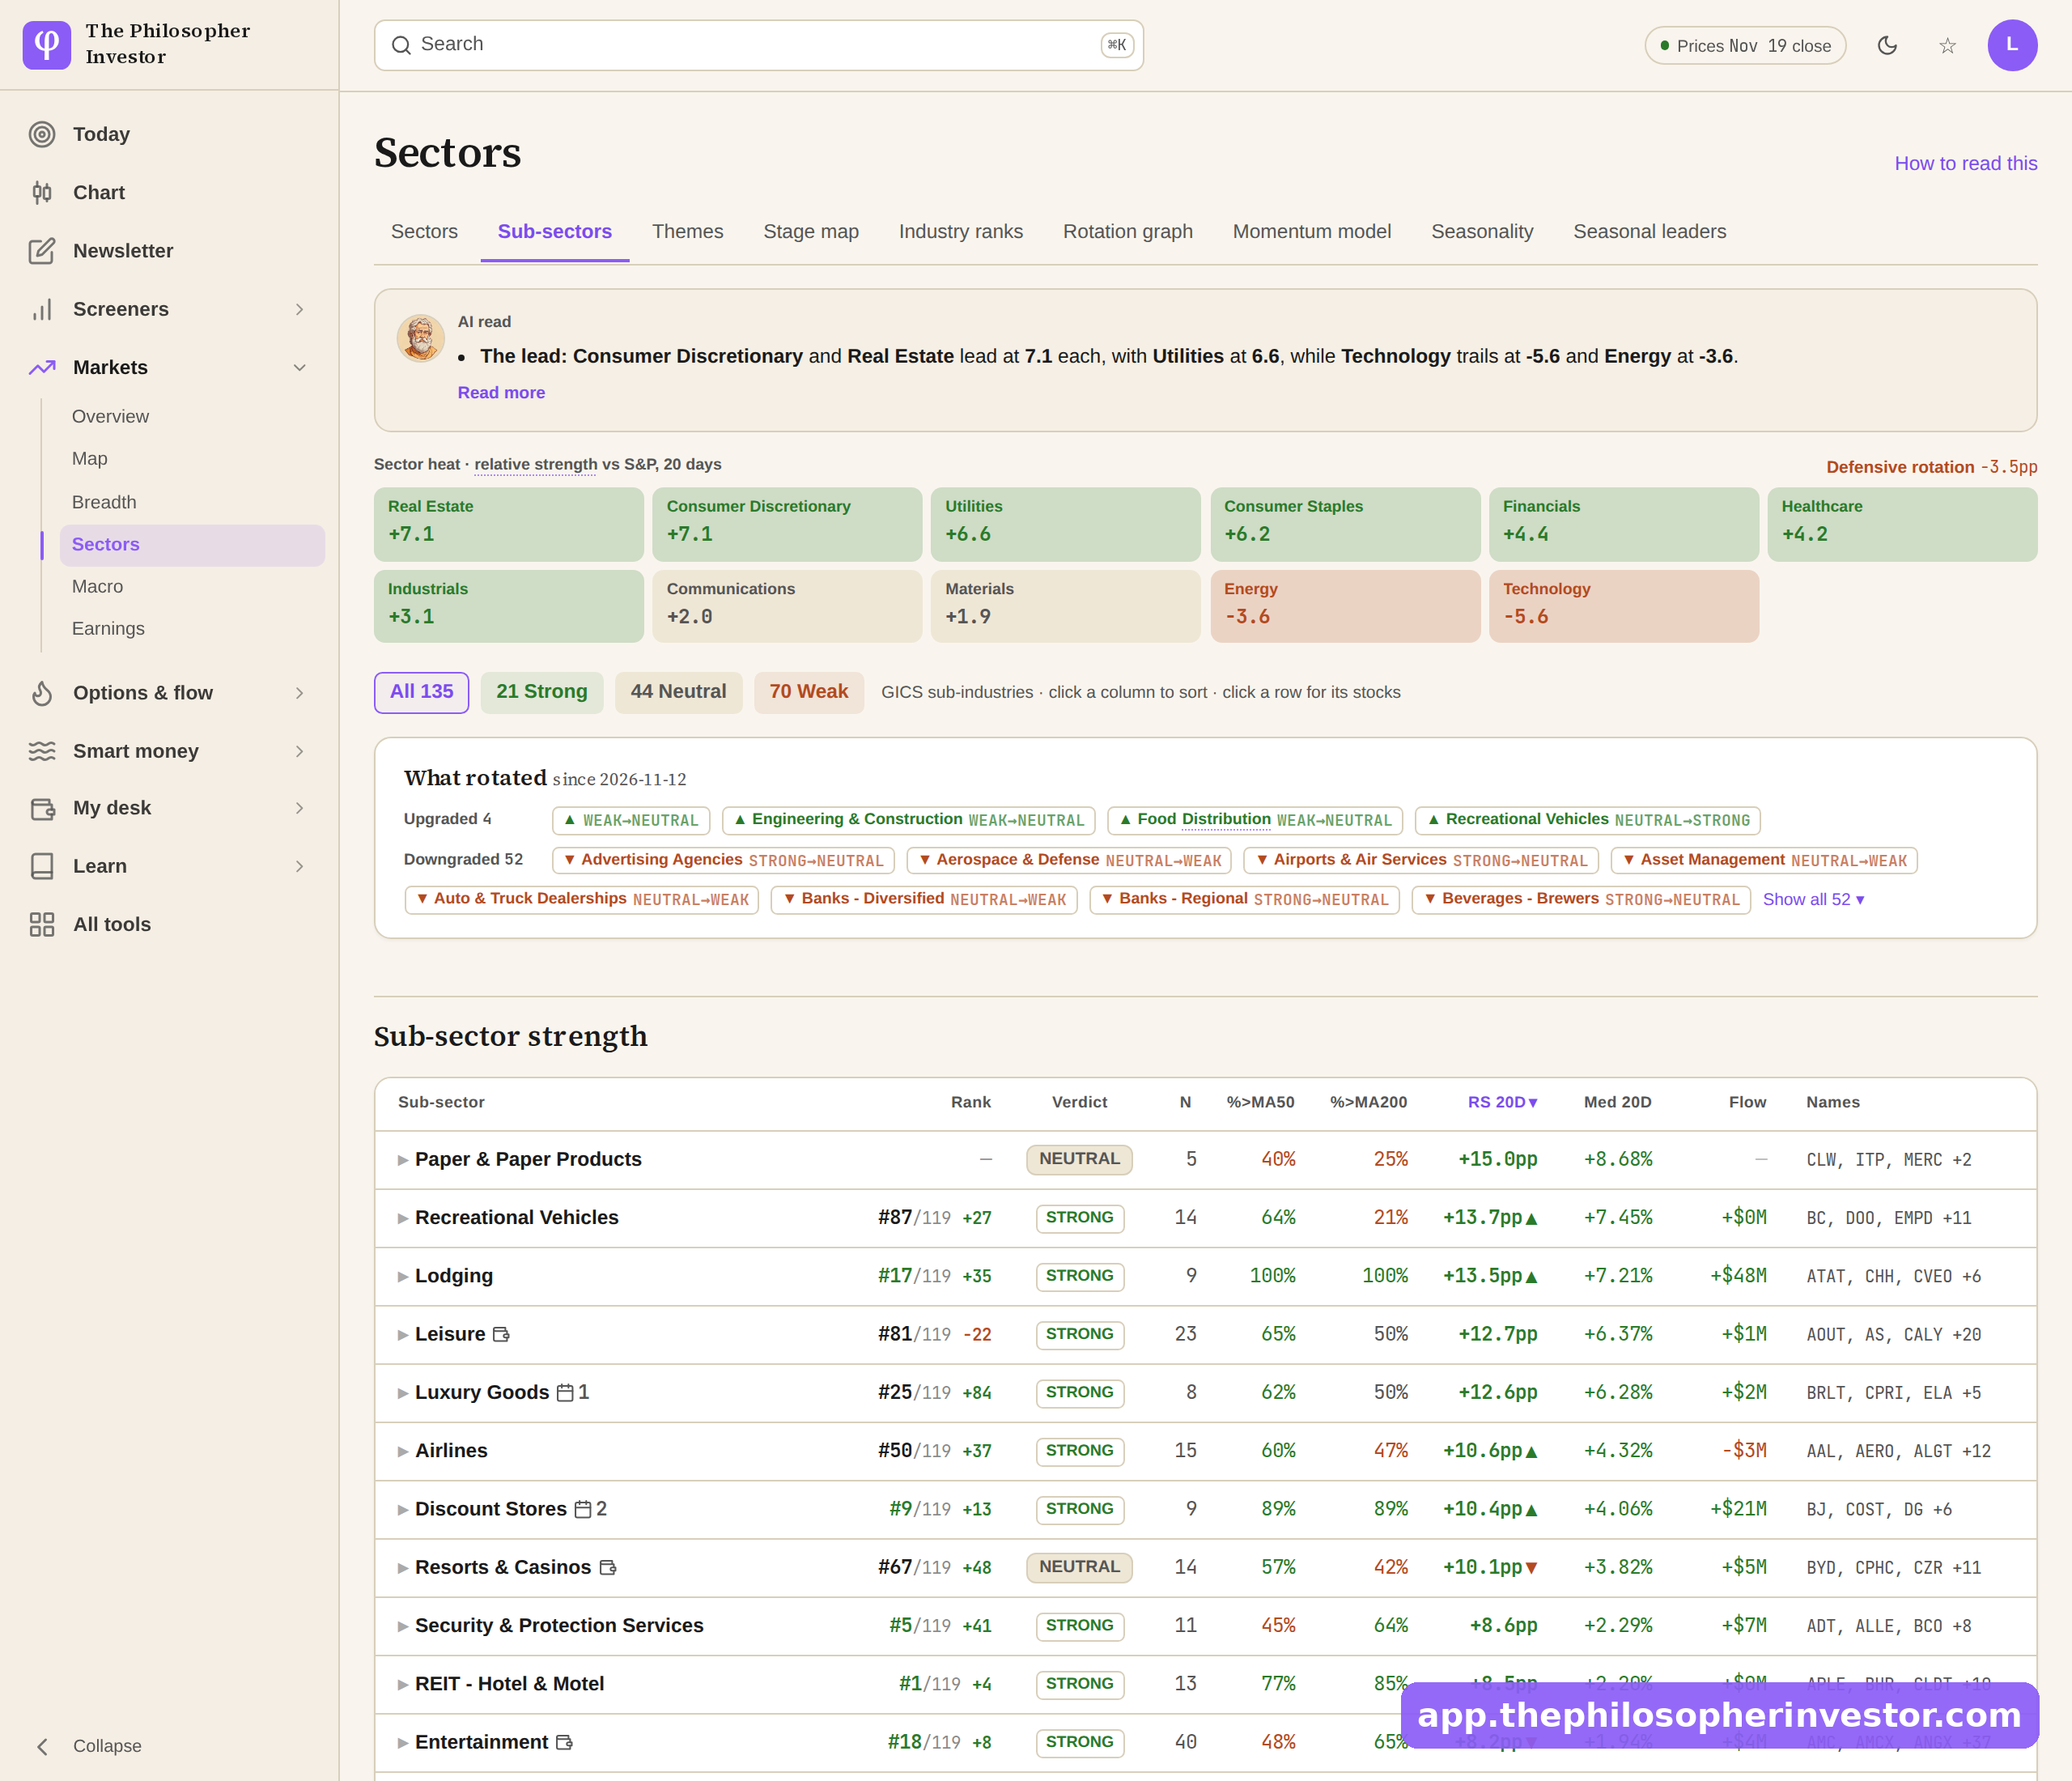 φ The Philosopher Investor
Search ⌘K
Prices Nov 19 close
L
Today
Chart
Newsletter
Screeners
Markets
Overview
Map
Breadth
Sectors
Macro
Earnings
Options & flow
Smart money
My desk
Learn
All tools
Collapse
Sectors
How to read this
Sectors Sub-sectors Themes Stage map Industry ranks Rotation graph Momentum model Seasonality Seasonal leaders
AI read
• The lead: Consumer Discretionary and Real Estate lead at 7.1 each, with Utilities at 6.6, while Technology trails at -5.6 and Energy at -3.6.
Read more
Sector heat · relative strength vs S&P, 20 days
Defensive rotation -3.5pp
Real Estate +7.1
Consumer Discretionary +7.1
Utilities +6.6
Consumer Staples +6.2
Financials +4.4
Healthcare +4.2
Industrials +3.1
Communications +2.0
Materials +1.9
Energy -3.6
Technology -5.6
All 135 21 Strong 44 Neutral 70 Weak GICS sub-industries · click a column to sort · click a row for its stocks
What rotated since 2026-11-12
Upgraded 4 ▲ WEAK→NEUTRAL ▲ Engineering & Construction WEAK→NEUTRAL ▲ Food Distribution WEAK→NEUTRAL ▲ Recreational Vehicles NEUTRAL→STRONG
Downgraded 52 ▼ Advertising Agencies STRONG→NEUTRAL ▼ Aerospace & Defense NEUTRAL→WEAK ▼ Airports & Air Services STRONG→NEUTRAL ▼ Asset Management NEUTRAL→WEAK
▼ Auto & Truck Dealerships NEUTRAL→WEAK ▼ Banks - Diversified NEUTRAL→WEAK ▼ Banks - Regional STRONG→NEUTRAL ▼ Beverages - Brewers STRONG→NEUTRAL Show all 52 ▾
Sub-sector strength
Sub-sector Rank Verdict N %>MA50 %>MA200 RS 20D▼ Med 20D Flow Names
▶ Paper & Paper Products — NEUTRAL 5 40% 25% +15.0pp +8.68% — CLW, ITP, MERC +2
▶ Recreational Vehicles #87/119 +27 STRONG 14 64% 21% +13.7pp▲ +7.45% +$0M BC, DOO, EMPD +11
▶ Lodging #17/119 +35 STRONG 9 100% 100% +13.5pp▲ +7.21% +$48M ATAT, CHH, CVEO +6
▶ Leisure #81/119 -22 STRONG 23 65% 50% +12.7pp +6.37% +$1M AOUT, AS, CALY +20
▶ Luxury Goods 1 #25/119 +84 STRONG 8 62% 50% +12.6pp +6.28% +$2M BRLT, CPRI, ELA +5
▶ Airlines #50/119 +37 STRONG 15 60% 47% +10.6pp▲ +4.32% -$3M AAL, AERO, ALGT +12
▶ Discount Stores 2 #9/119 +13 STRONG 9 89% 89% +10.4pp▲ +4.06% +$21M BJ, COST, DG +6
▶ Resorts & Casinos #67/119 +48 NEUTRAL 14 57% 42% +10.1pp▼ +3.82% +$5M BYD, CPHC, CZR +11
▶ Security & Protection Services #5/119 +41 STRONG 11 45% 64% +8.6pp +2.29% +$7M ADT, ALLE, BCO +8
▶ REIT - Hotel & Motel #1/119 +4 STRONG 13 77% 85% +8.5pp +2.20%
▶ Entertainment #18/119 +8 STRONG 40 48% 65% +8.2pp▼ +1.94% +$4M AMC, AMCX, ANGX +37
app.thephilosopherinvestor.com